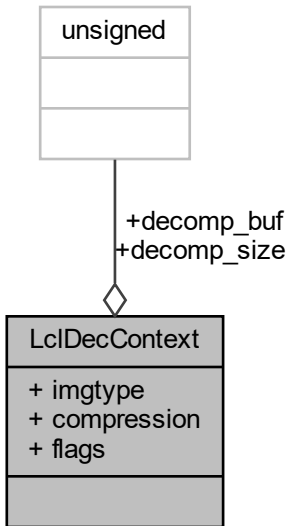 unsigned
+decomp_buf
+decomp_size
LclDecContext
+ imgtype
+ compression
+ flags